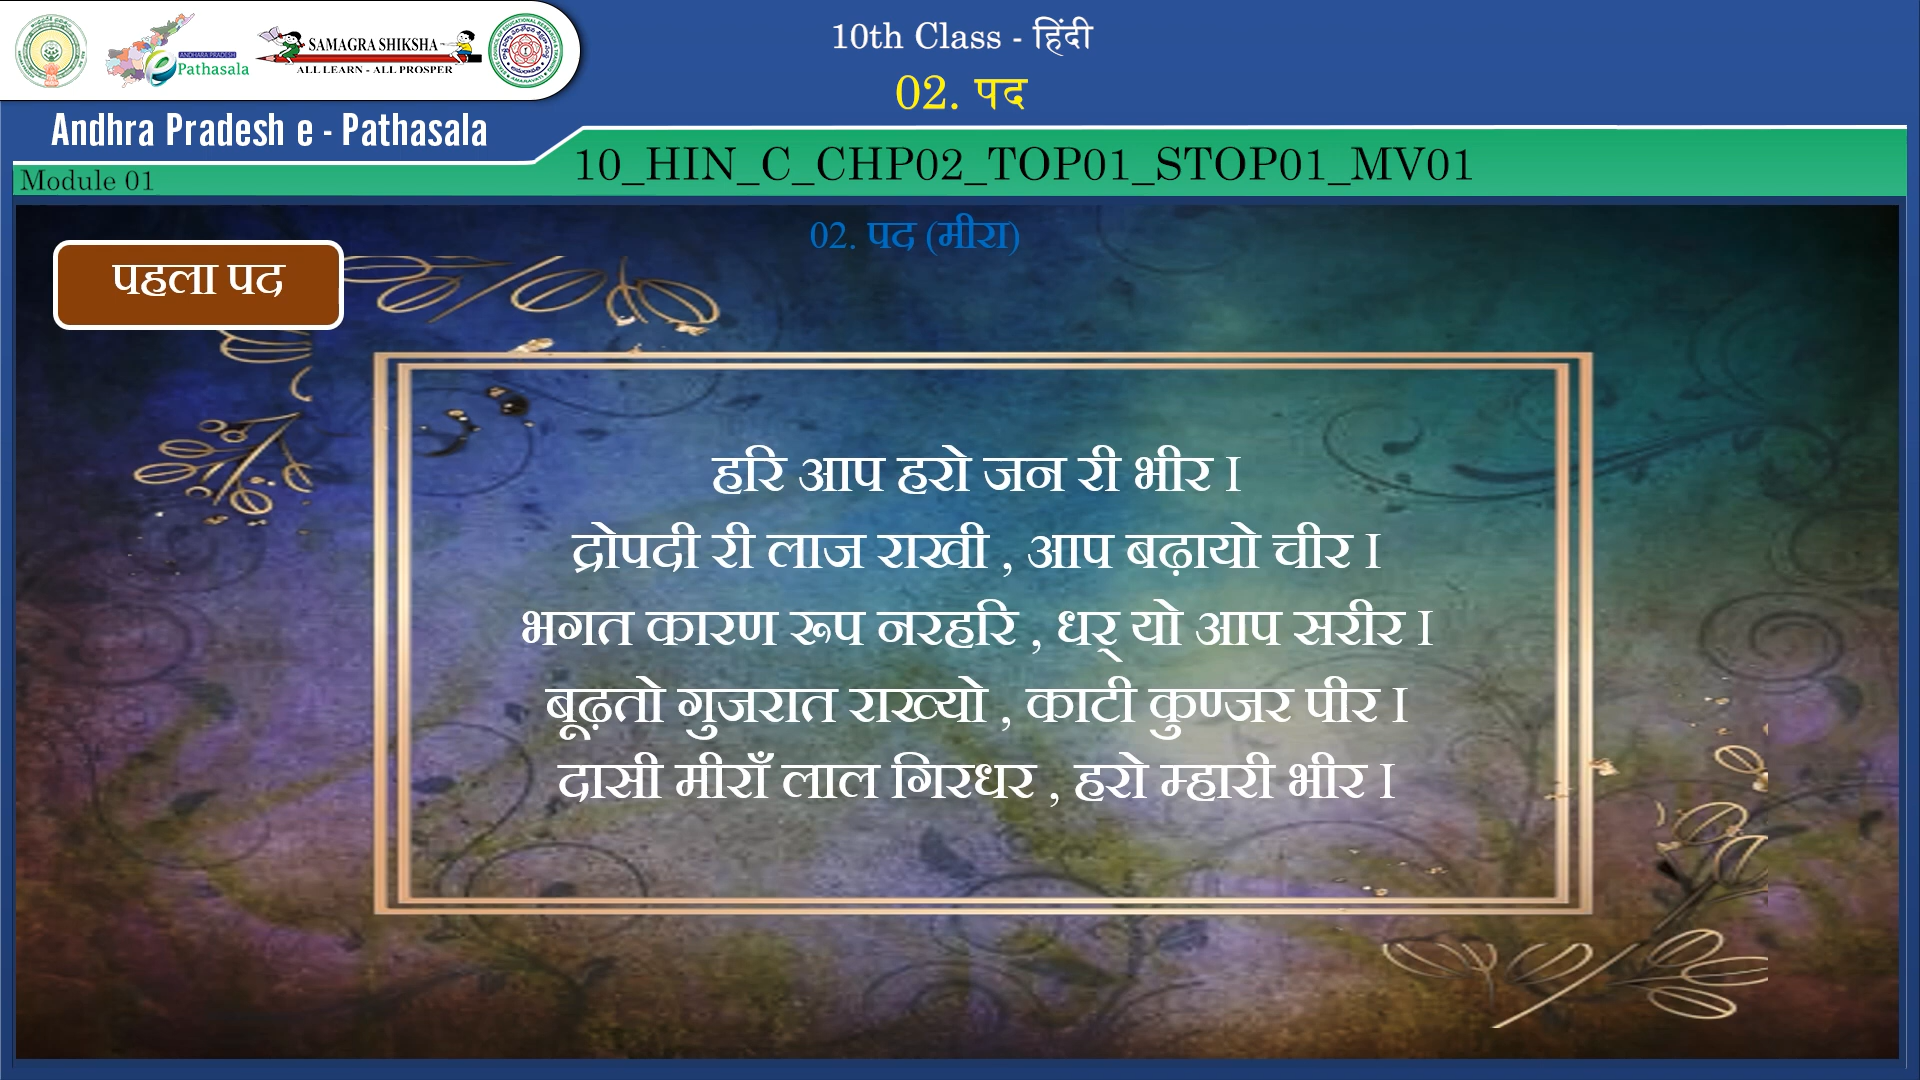 ANDHARA PRADESH
e Pathasala
SAMAGRA SHIKSHA
ALL LEARN - ALL PROSPER
10th Class - हिंदी
02. पद
Andhra Pradesh e - Pathasala
Module 01
10_HIN_C_CHP02_TOP01_STOP01_MV01
02. पद (मीरा)
पहला पद
हरि आप हरो जन री भीर I
द्रोपदी री लाज राखी , आप बढ़ायो चीर I
भगत कारण रूप नरहरि , धर् यो आप सरीर I
बूढ़तो गुजरात राख्यो , काटी कुण्जर पीर I
दासी मीराँ लाल गिरधर , हरो म्हारी भीर I